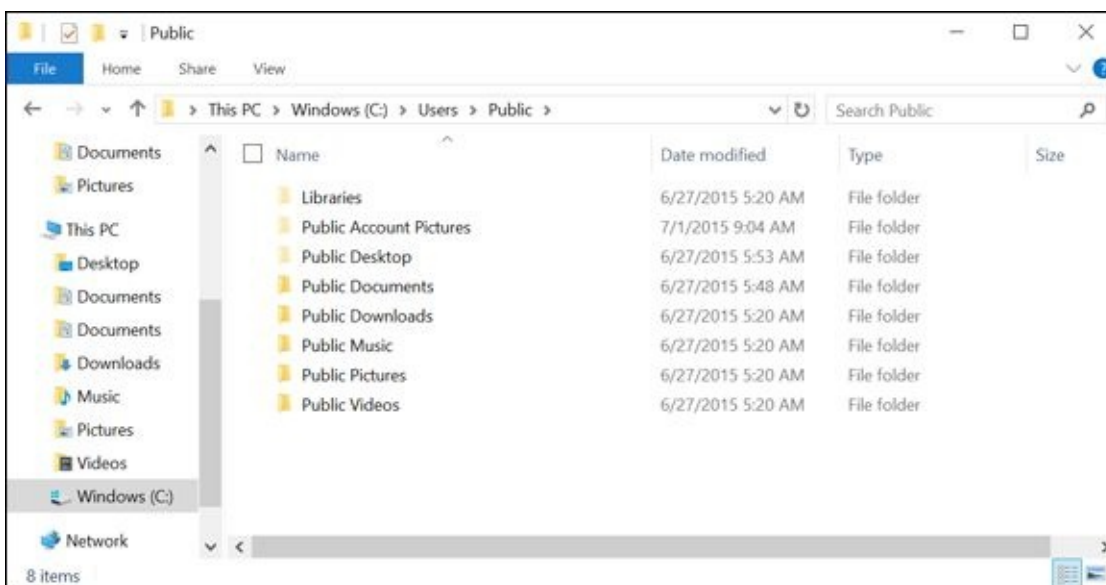 Public
File Home Share View
This PC > Windows (C:) > Users > Public >
Search Public
Documents
Pictures
This PC
Desktop
Documents
Documents
Downloads
Music
Pictures
Videos
Windows (C:)
Network
Name Date modified Type Size
Libraries 6/27/2015 5:20 AM File folder
Public Account Pictures 7/1/2015 9:04 AM File folder
Public Desktop 6/27/2015 5:53 AM File folder
Public Documents 6/27/2015 5:48 AM File folder
Public Downloads 6/27/2015 5:20 AM File folder
Public Music 6/27/2015 5:20 AM File folder
Public Pictures 6/27/2015 5:20 AM File folder
Public Videos 6/27/2015 5:20 AM File folder
8 items